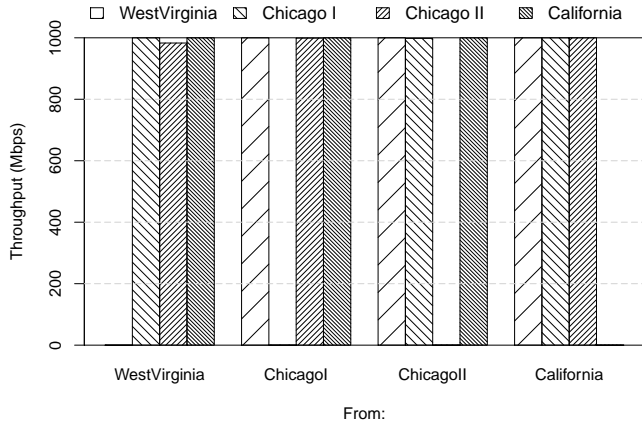 WestVirginia Chicago I Chicago II California
Throughput (Mbps)
1000
800
600
400
200
0
WestVirginia ChicagoI ChicagoII California
From: